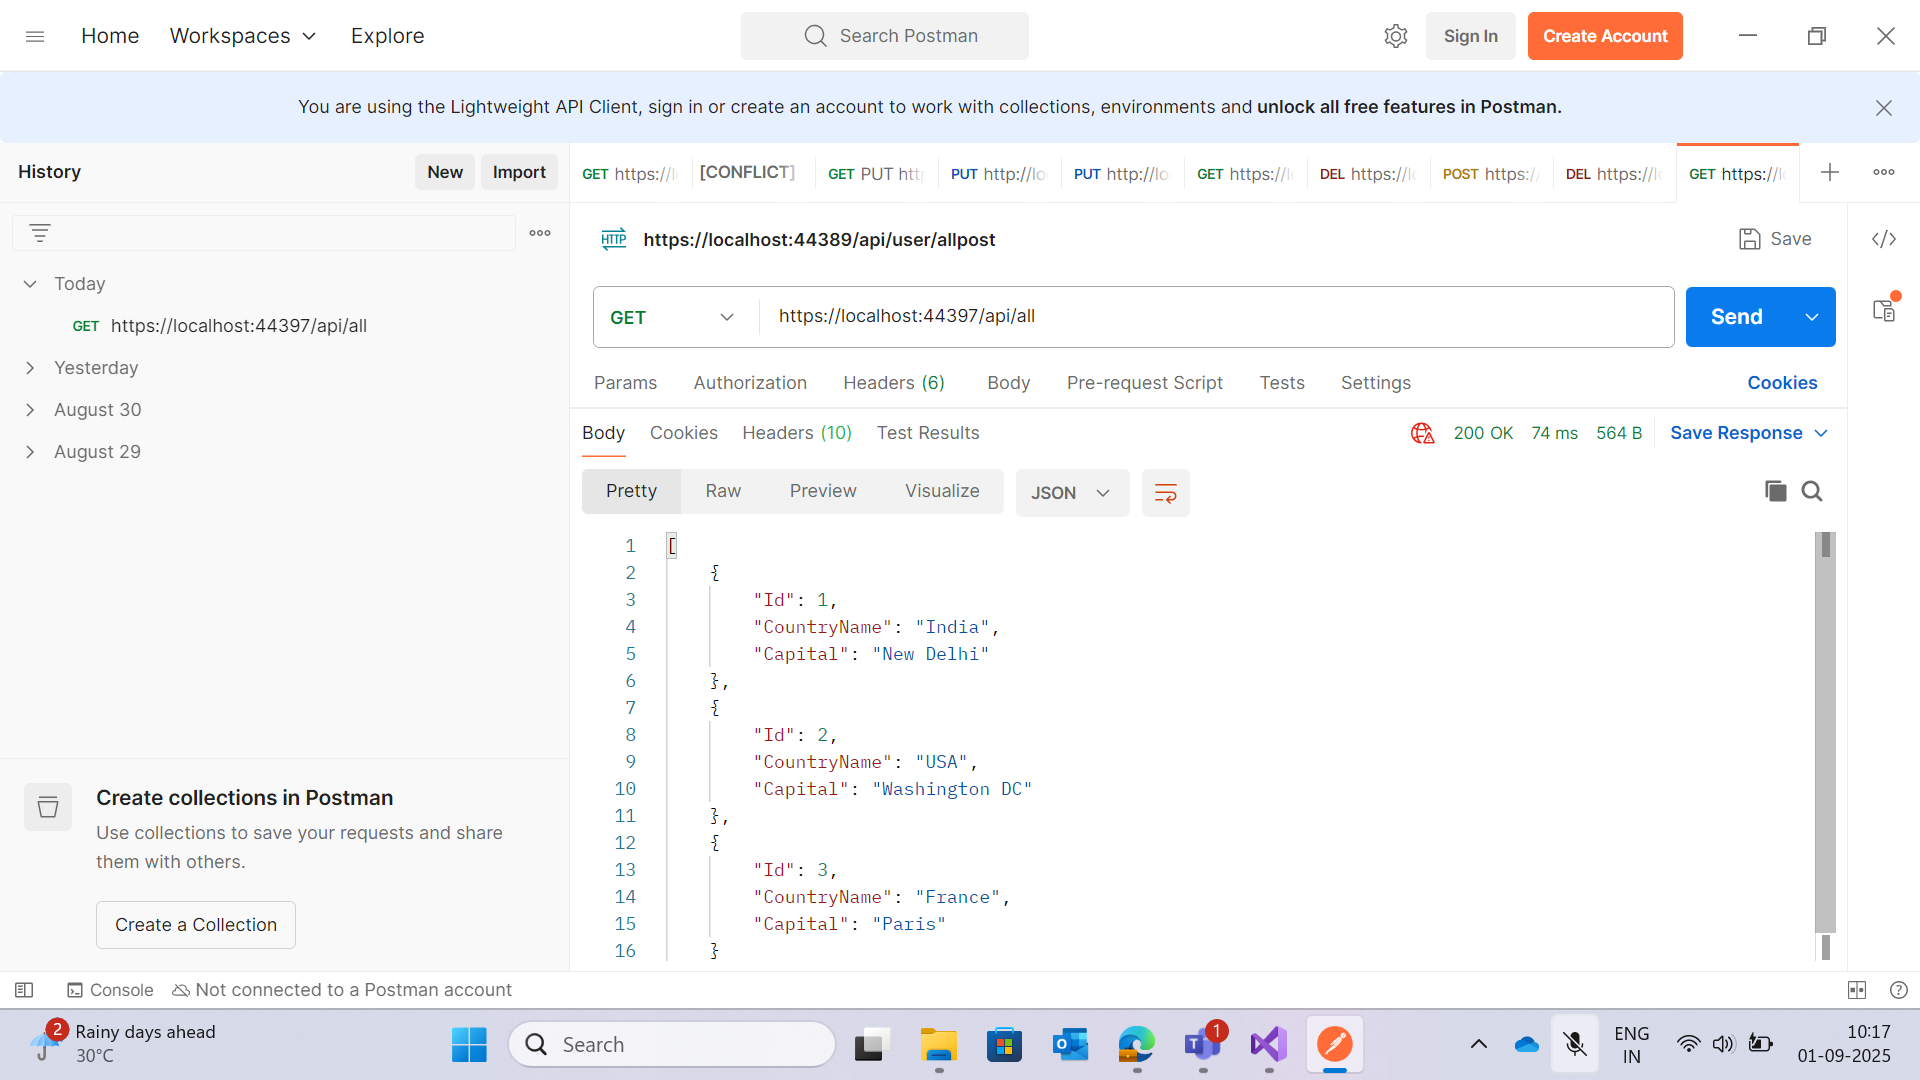 Home Workspaces Explore Search Postman Sign In Create Account
You are using the Lightweight API Client, sign in or create an account to work with collections, environments and unlock all free features in Postman.
History New Import
GET https://l [CONFLICT] GET PUT htt PUT http://lo PUT http://lo GET https://l DEL https://l POST https:/ DEL https://l GET https://l
HTTP https://localhost:44389/api/user/allpost Save
Today
GET https://localhost:44397/api/all
Yesterday
August 30
August 29
GET https://localhost:44397/api/all Send
Params Authorization Headers (6) Body Pre-request Script Tests Settings Cookies
Body Cookies Headers (10) Test Results 200 OK 74 ms 564 B Save Response
Pretty Raw Preview Visualize JSON
1 [
2 {
3 "Id": 1,
4 "CountryName": "India",
5 "Capital": "New Delhi"
6 },
7 {
8 "Id": 2,
9 "CountryName": "USA",
10 "Capital": "Washington DC"
11 },
12 {
13 "Id": 3,
14 "CountryName": "France",
15 "Capital": "Paris"
16 }
Create collections in Postman
Use collections to save your requests and share
them with others.
Create a Collection
Console Not connected to a Postman account
2 Rainy days ahead
30°C
Search
1
ENG
IN
10:17
01-09-2025